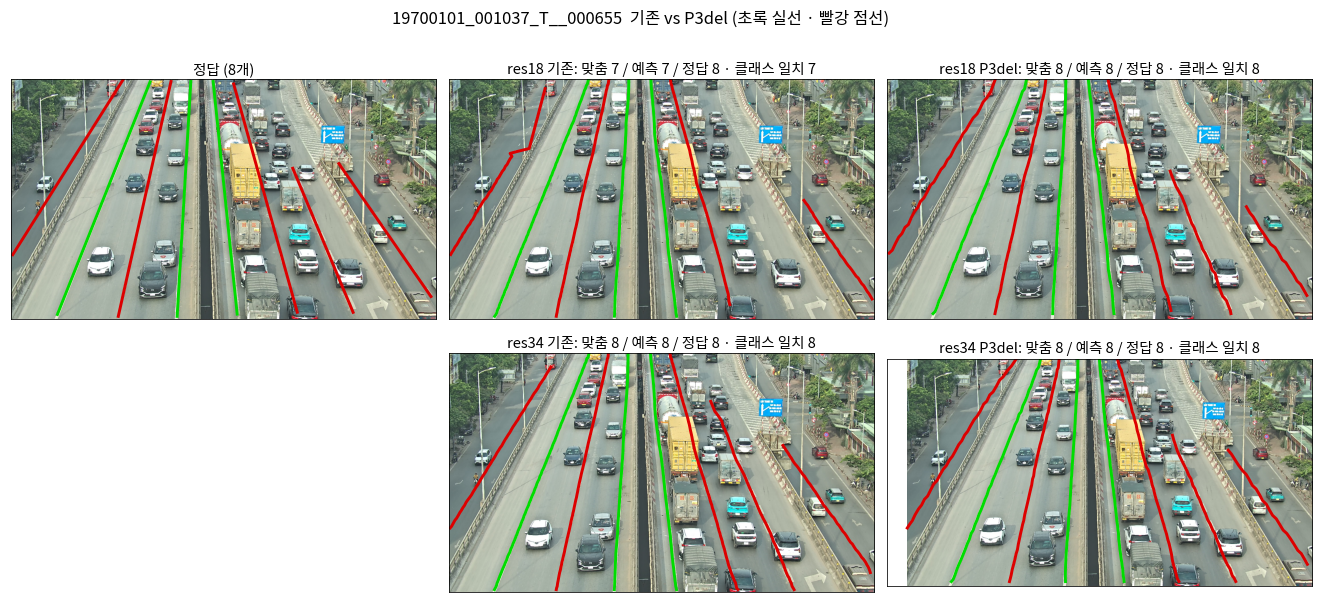 19700101_001037_T__000655 기존 vs P3del (초록 실선 · 빨강 점선)
정답 (8개)
res18 기존: 맞춤 7 / 예측 7 / 정답 8 · 클래스 일치 7
res18 P3del: 맞춤 8 / 예측 8 / 정답 8 · 클래스 일치 8
res34 기존: 맞춤 8 / 예측 8 / 정답 8 · 클래스 일치 8
res34 P3del: 맞춤 8 / 예측 8 / 정답 8 · 클래스 일치 8